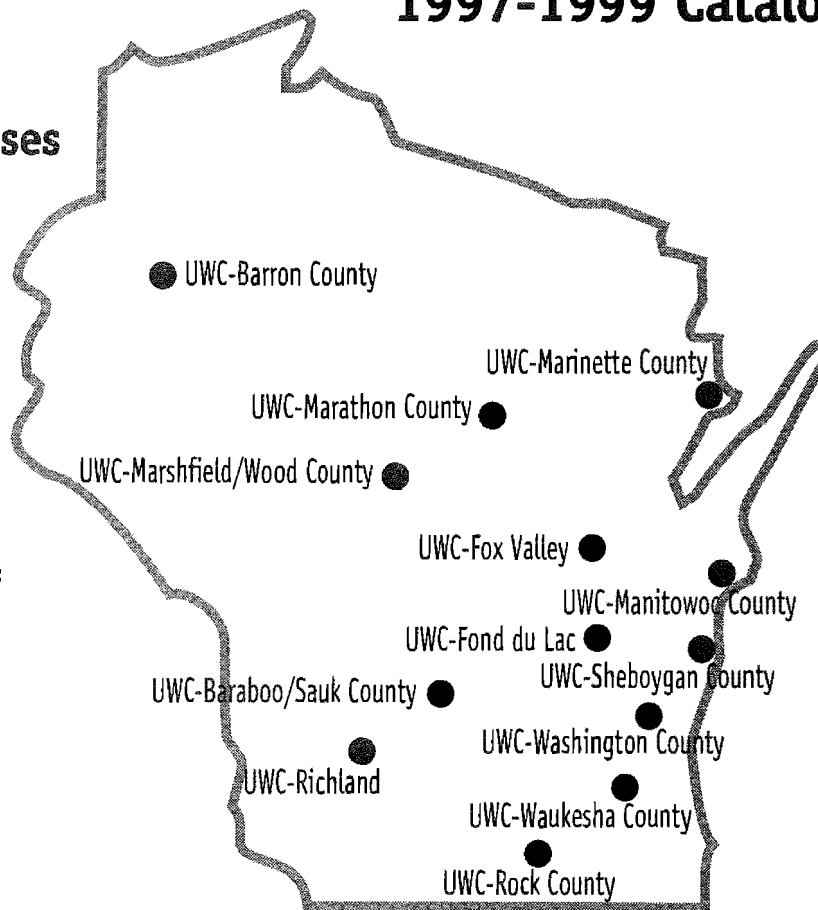 1997-1999 Catalo
ses
UWC-Barron County
UWC-Marinette County
UWC-Marathon County
UWC-Marshfield/Wood County
UWC-Fox Valley
UWC-Manitowoc County
UWC-Fond du Lac
UWC-Sheboygan County
UWC-Baraboo/Sauk County
UWC-Washington County
UWC-Richland
UWC-Waukesha County
UWC-Rock County